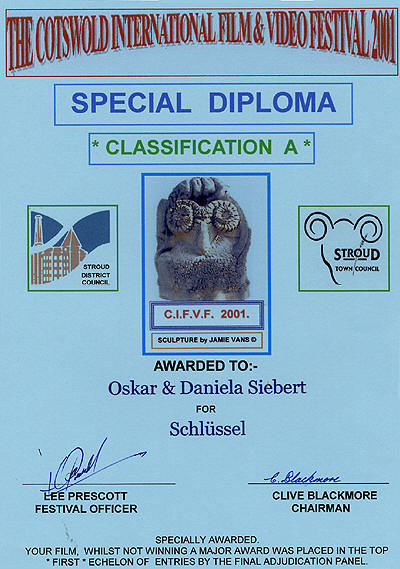 THE COTSWOLD INTERNATIONAL FILM & VIDEO FESTIVAL 2001
SPECIAL DIPLOMA
* CLASSIFICATION A *
STROUD
DISTRICT
COUNCIL
STROUD
TOWN COUNCIL
C.I.F.V.F. 2001.
SCULPTURE by JAMIE VANS ©
AWARDED TO:-
Oskar & Daniela Siebert
FOR
Schlüssel
C. Blackmore
LEE PRESCOTT
FESTIVAL OFFICER
CLIVE BLACKMORE
CHAIRMAN
SPECIALLY AWARDED.
YOUR FILM, WHILST NOT WINNING A MAJOR AWARD WAS PLACED IN THE TOP
* FIRST * ECHELON OF ENTRIES BY THE FINAL ADJUDICATION PANEL.